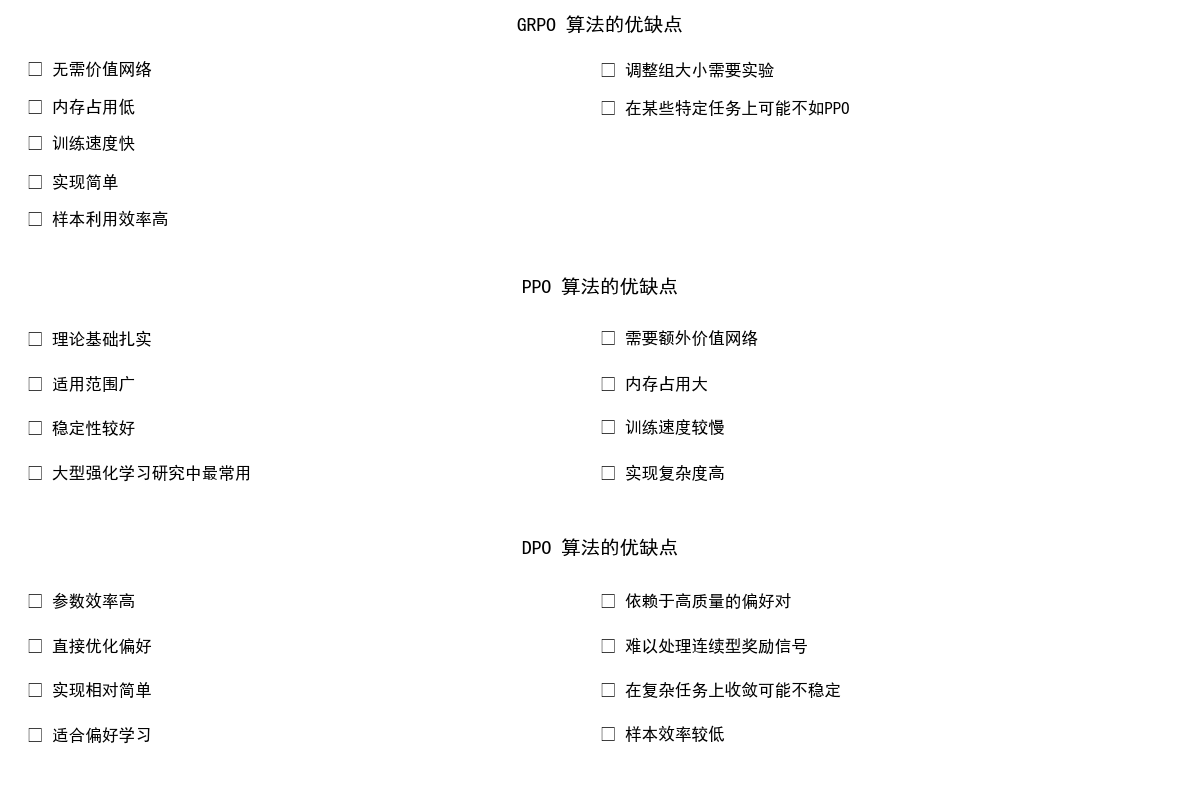 GRPO 算法的优缺点
□ 无需价值网络
□ 内存占用低
□ 训练速度快
□ 实现简单
□ 样本利用效率高
□ 调整组大小需要实验
□ 在某些特定任务上可能不如PPO
PPO 算法的优缺点
□ 理论基础扎实
□ 适用范围广
□ 稳定性较好
□ 大型强化学习研究中最常用
□ 需要额外价值网络
□ 内存占用大
□ 训练速度较慢
□ 实现复杂度高
DPO 算法的优缺点
□ 参数效率高
□ 直接优化偏好
□ 实现相对简单
□ 适合偏好学习
□ 依赖于高质量的偏好对
□ 难以处理连续型奖励信号
□ 在复杂任务上收敛可能不稳定
□ 样本效率较低